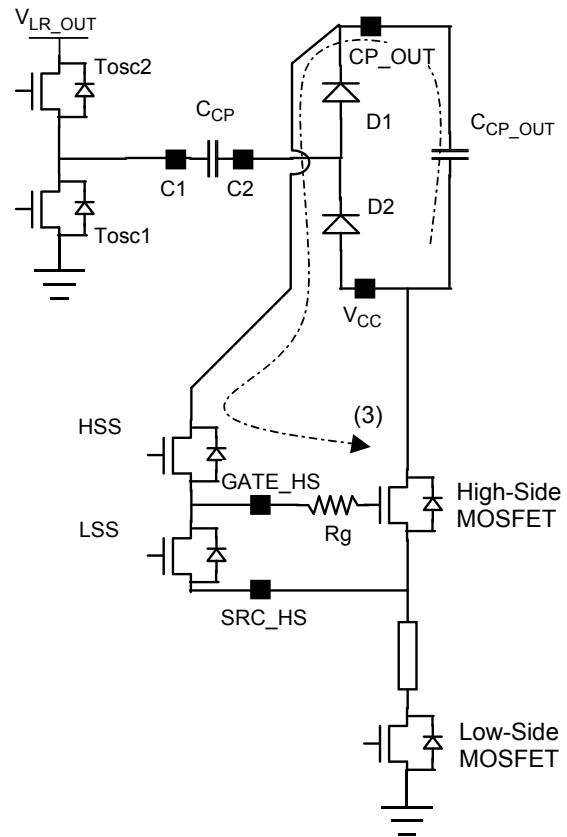 V_LR_OUT
Tosc2
Tosc1
C_CP
C1
C2
CP_OUT
D1
C_CP_OUT
D2
V_CC
(3)
HSS
GATE_HS
Rg
High-Side
MOSFET
LSS
SRC_HS
Low-Side
MOSFET